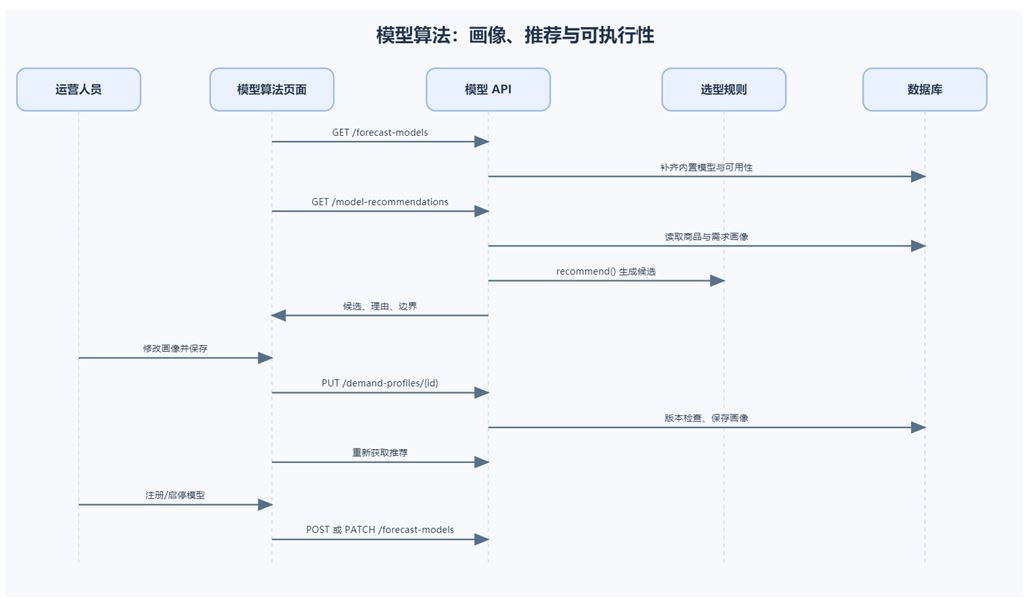 模型算法：画像、推荐与可执行性
运营人员
模型算法页面
模型 API
选型规则
数据库
GET /forecast-models
补齐内置模型与可用性
GET /model-recommendations
读取商品与需求画像
recommend() 生成候选
候选、理由、边界
修改画像并保存
PUT /demand-profiles/{id}
版本检查、保存画像
重新获取推荐
注册/启停模型
POST 或 PATCH /forecast-models